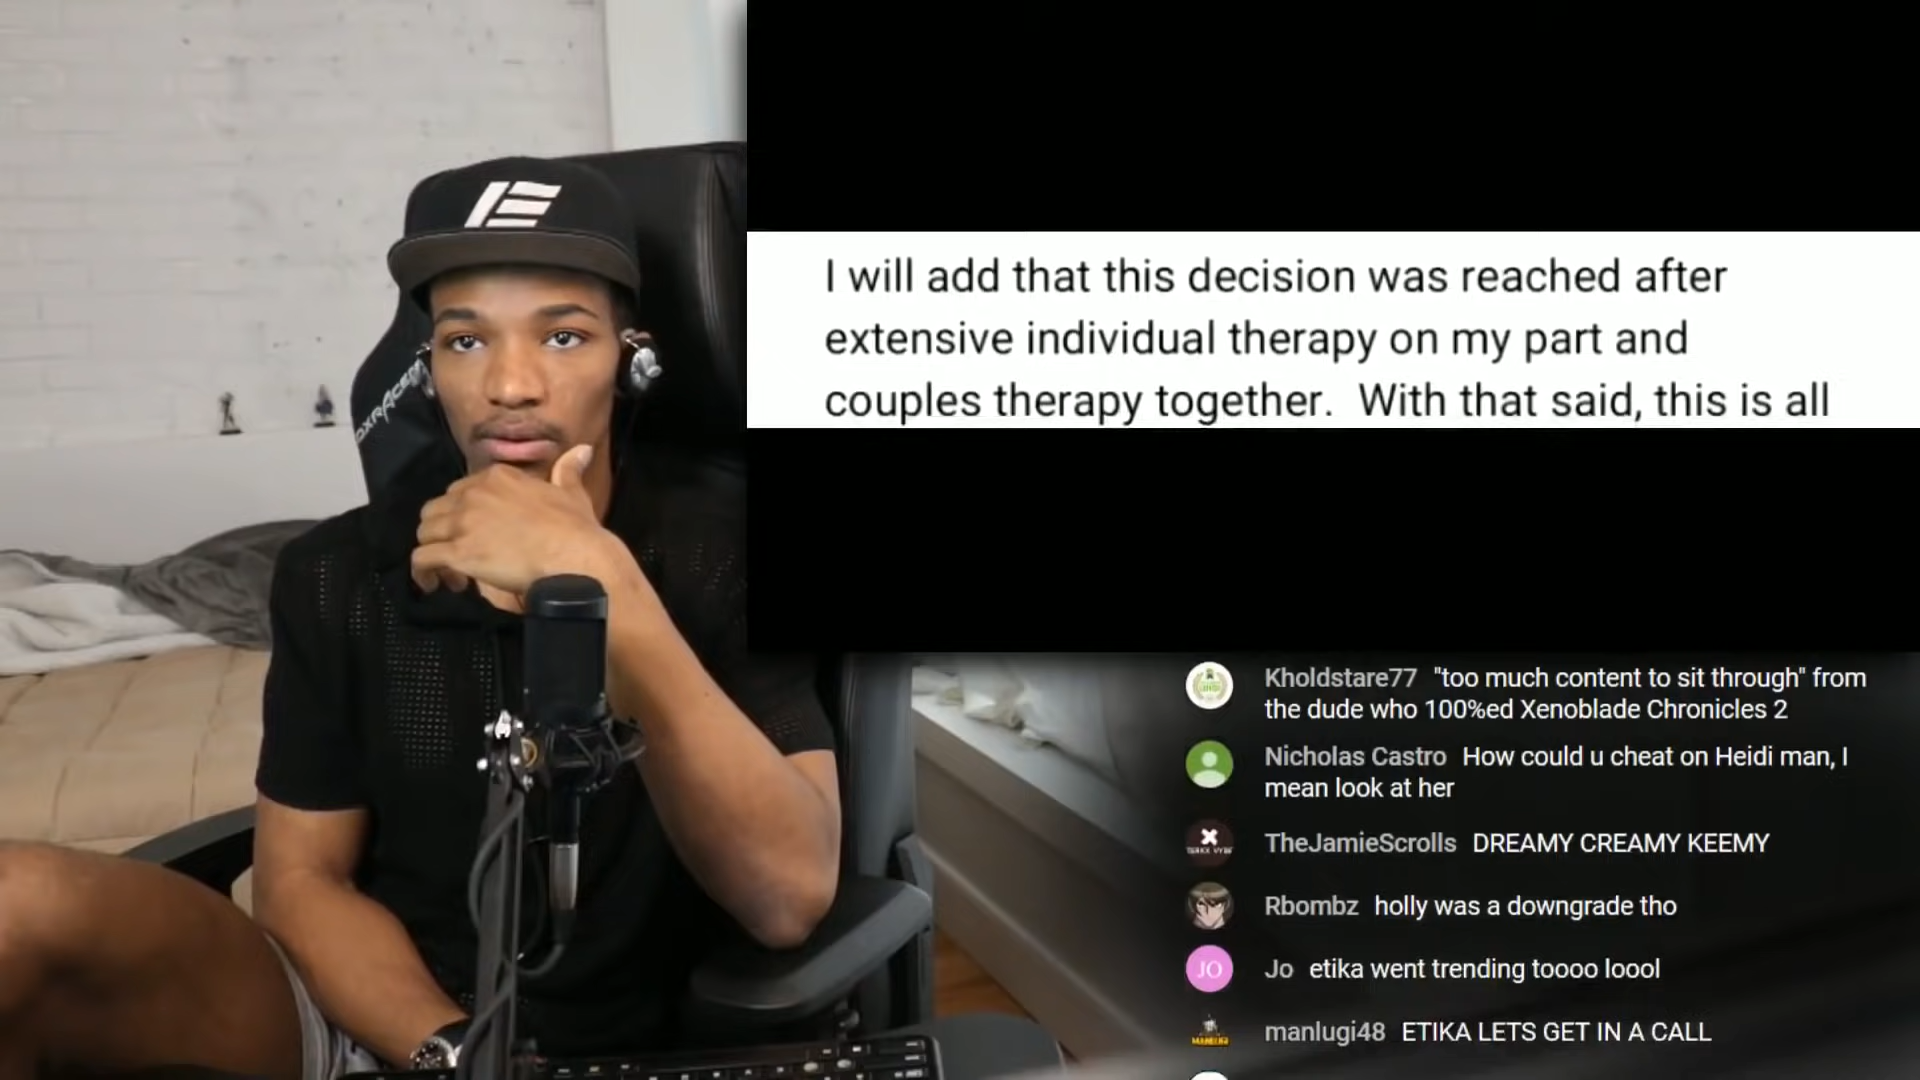 I will add that this decision was reached after
extensive individual therapy on my part and
couples therapy together. With that said, this is all
Kholdstare77 "too much content to sit through" from
the dude who 100%ed Xenoblade Chronicles 2
Nicholas Castro How could u cheat on Heidi man, I
mean look at her
TheJamieScrolls DREAMY CREAMY KEEMY
Rbombz holly was a downgrade tho
JO Jo etika went trending toooo loool
manlugi48 ETIKA LETS GET IN A CALL